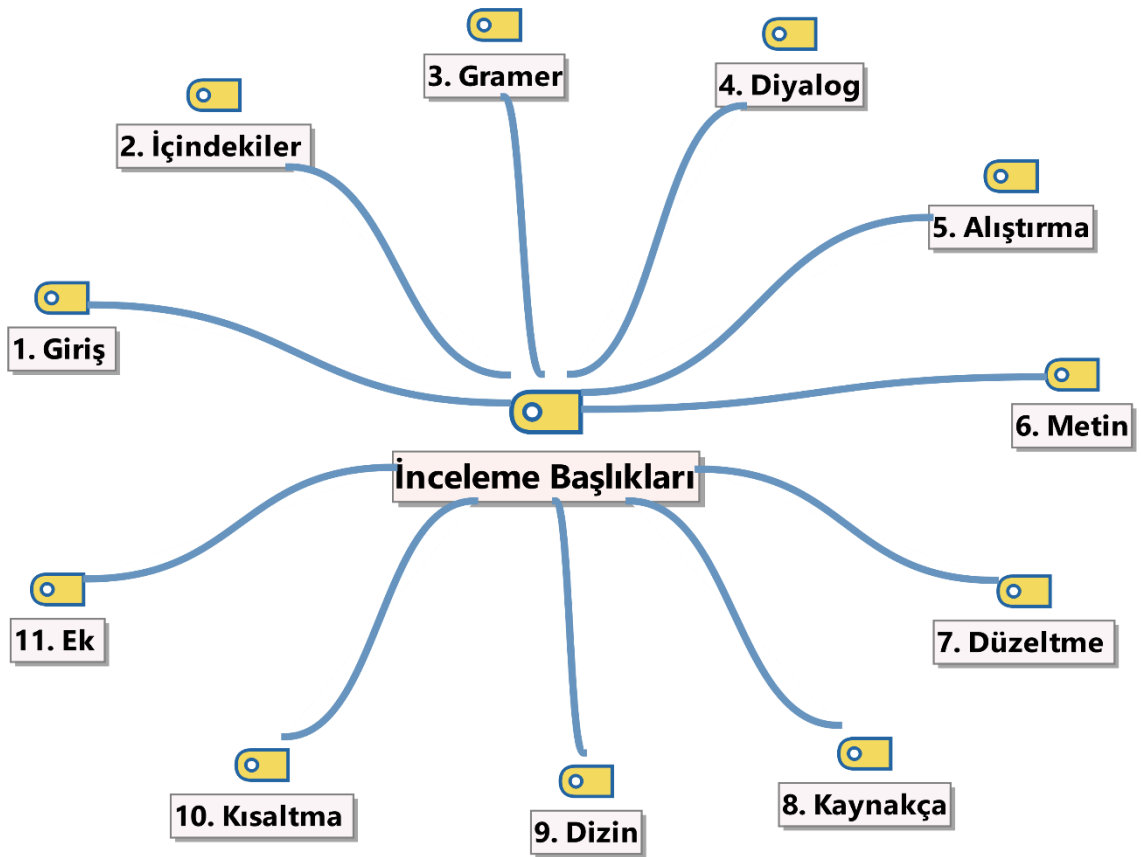 3. Gramer
4. Diyalog
2. İçindekiler
5. Alıştırma
1. Giriş
6. Metin
İnceleme Başlıkları
11. Ek
7. Düzeltme
10. Kısaltma
9. Dizin
8. Kaynakça